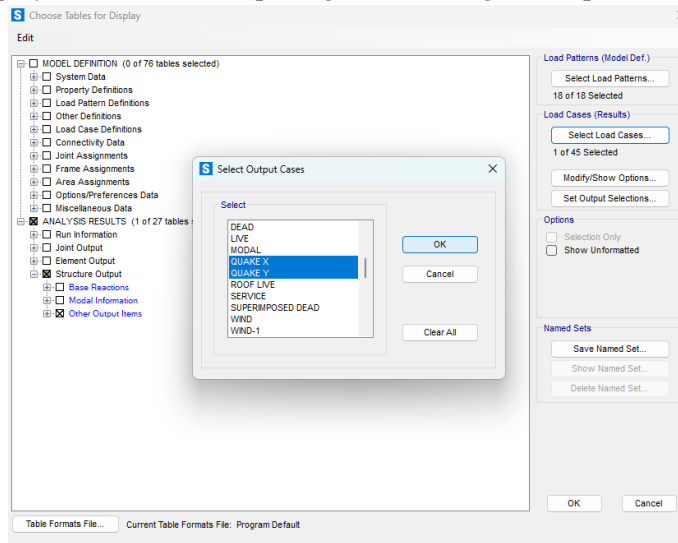 S Choose Tables for Display
Edit
MODEL DEFINITION (0 of 76 tables selected)
System Data
Property Definitions
Load Pattern Definitions
Other Definitions
Load Case Definitions
Connectivity Data
Joint Assignments
Frame Assignments
Area Assignments
Options/Preferences Data
Miscellaneous Data
ANALYSIS RESULTS (1 of 27 tables
Run Information
Joint Output
Element Output
Structure Output
Base Reactions
Modal Information
Other Output Items
S Select Output Cases
Select
DEAD
LIVE
MODAL
QUAKE X
QUAKE Y
ROOF LIVE
SERVICE
SUPERIMPOSED DEAD
WIND
WIND-1
OK
Cancel
Clear All
Load Patterns (Model Def.)
Select Load Patterns...
18 of 18 Selected
Load Cases (Results)
Select Load Cases...
1 of 45 Selected
Modify/Show Options...
Set Output Selections...
Options
Selection Only
Show Unformatted
Named Sets
Save Named Set...
Show Named Set...
Delete Named Set...
OK
Cancel
Table Formats File...
Current Table Formats File: Program Default